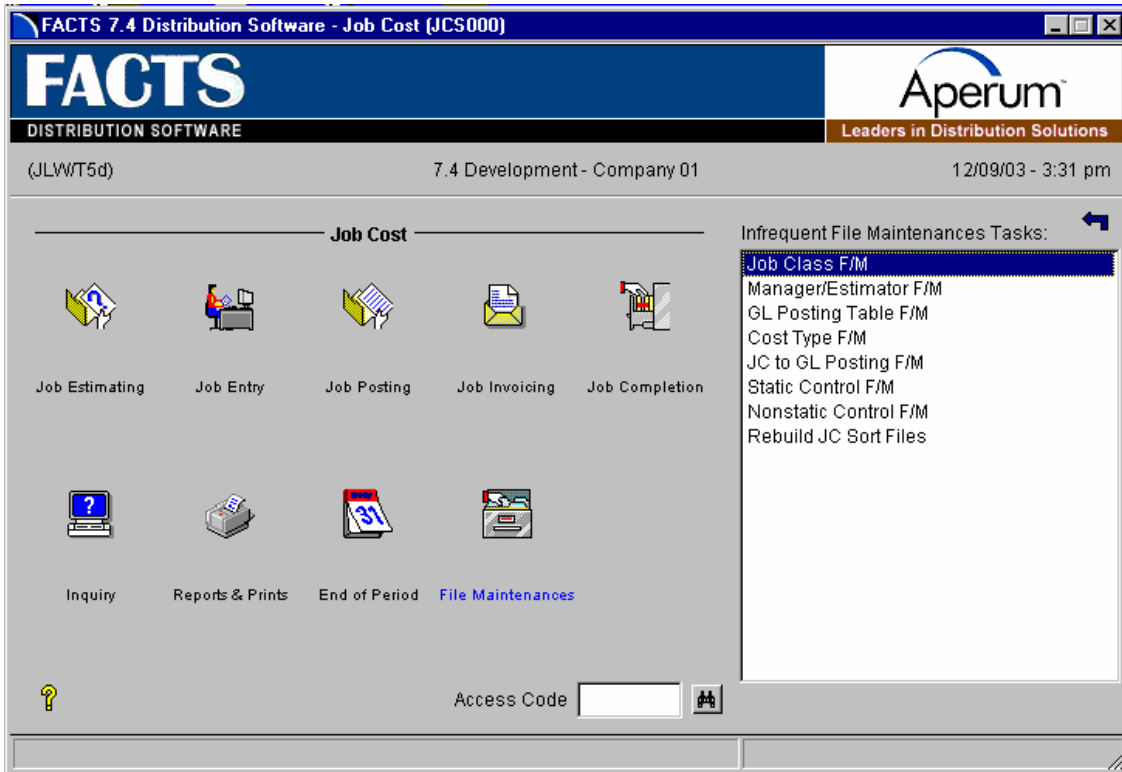 FACTS 7.4 Distribution Software - Job Cost (JCS000)
FACTS
DISTRIBUTION SOFTWARE
Aperum™
Leaders in Distribution Solutions
(JLW/T5d)
7.4 Development - Company 01
12/09/03 - 3:31 pm
Job Cost
Job Estimating
Job Entry
Job Posting
Job Invoicing
Job Completion
31
?
Inquiry
Reports & Prints
End of Period
File Maintenances
Access Code
Infrequent File Maintenances Tasks:
Job Class F/M
Manager/Estimator F/M
GL Posting Table F/M
Cost Type F/M
JC to GL Posting F/M
Static Control F/M
Nonstatic Control F/M
Rebuild JC Sort Files